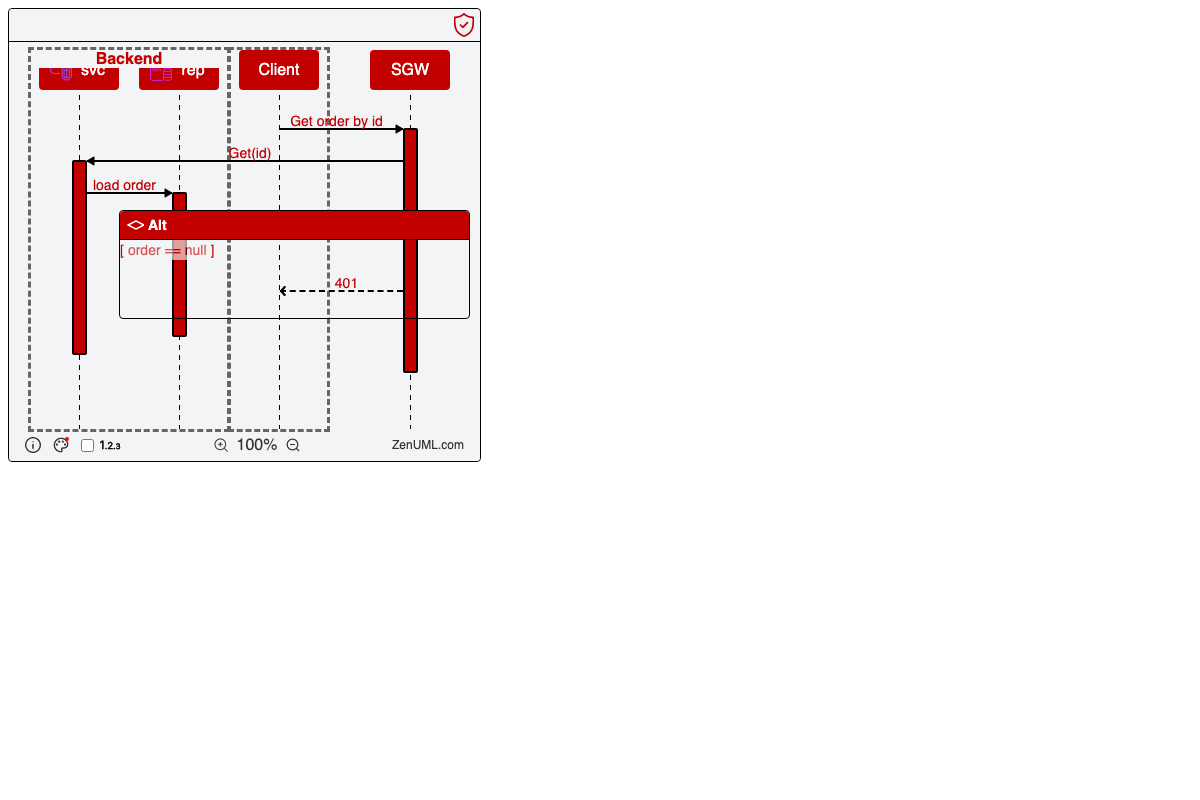 Backend
svc
rep
Client
SGW
Get order by id
Get(id)
load order
Alt
[ order == null ]
401
1.2.3
100%
ZenUML.com